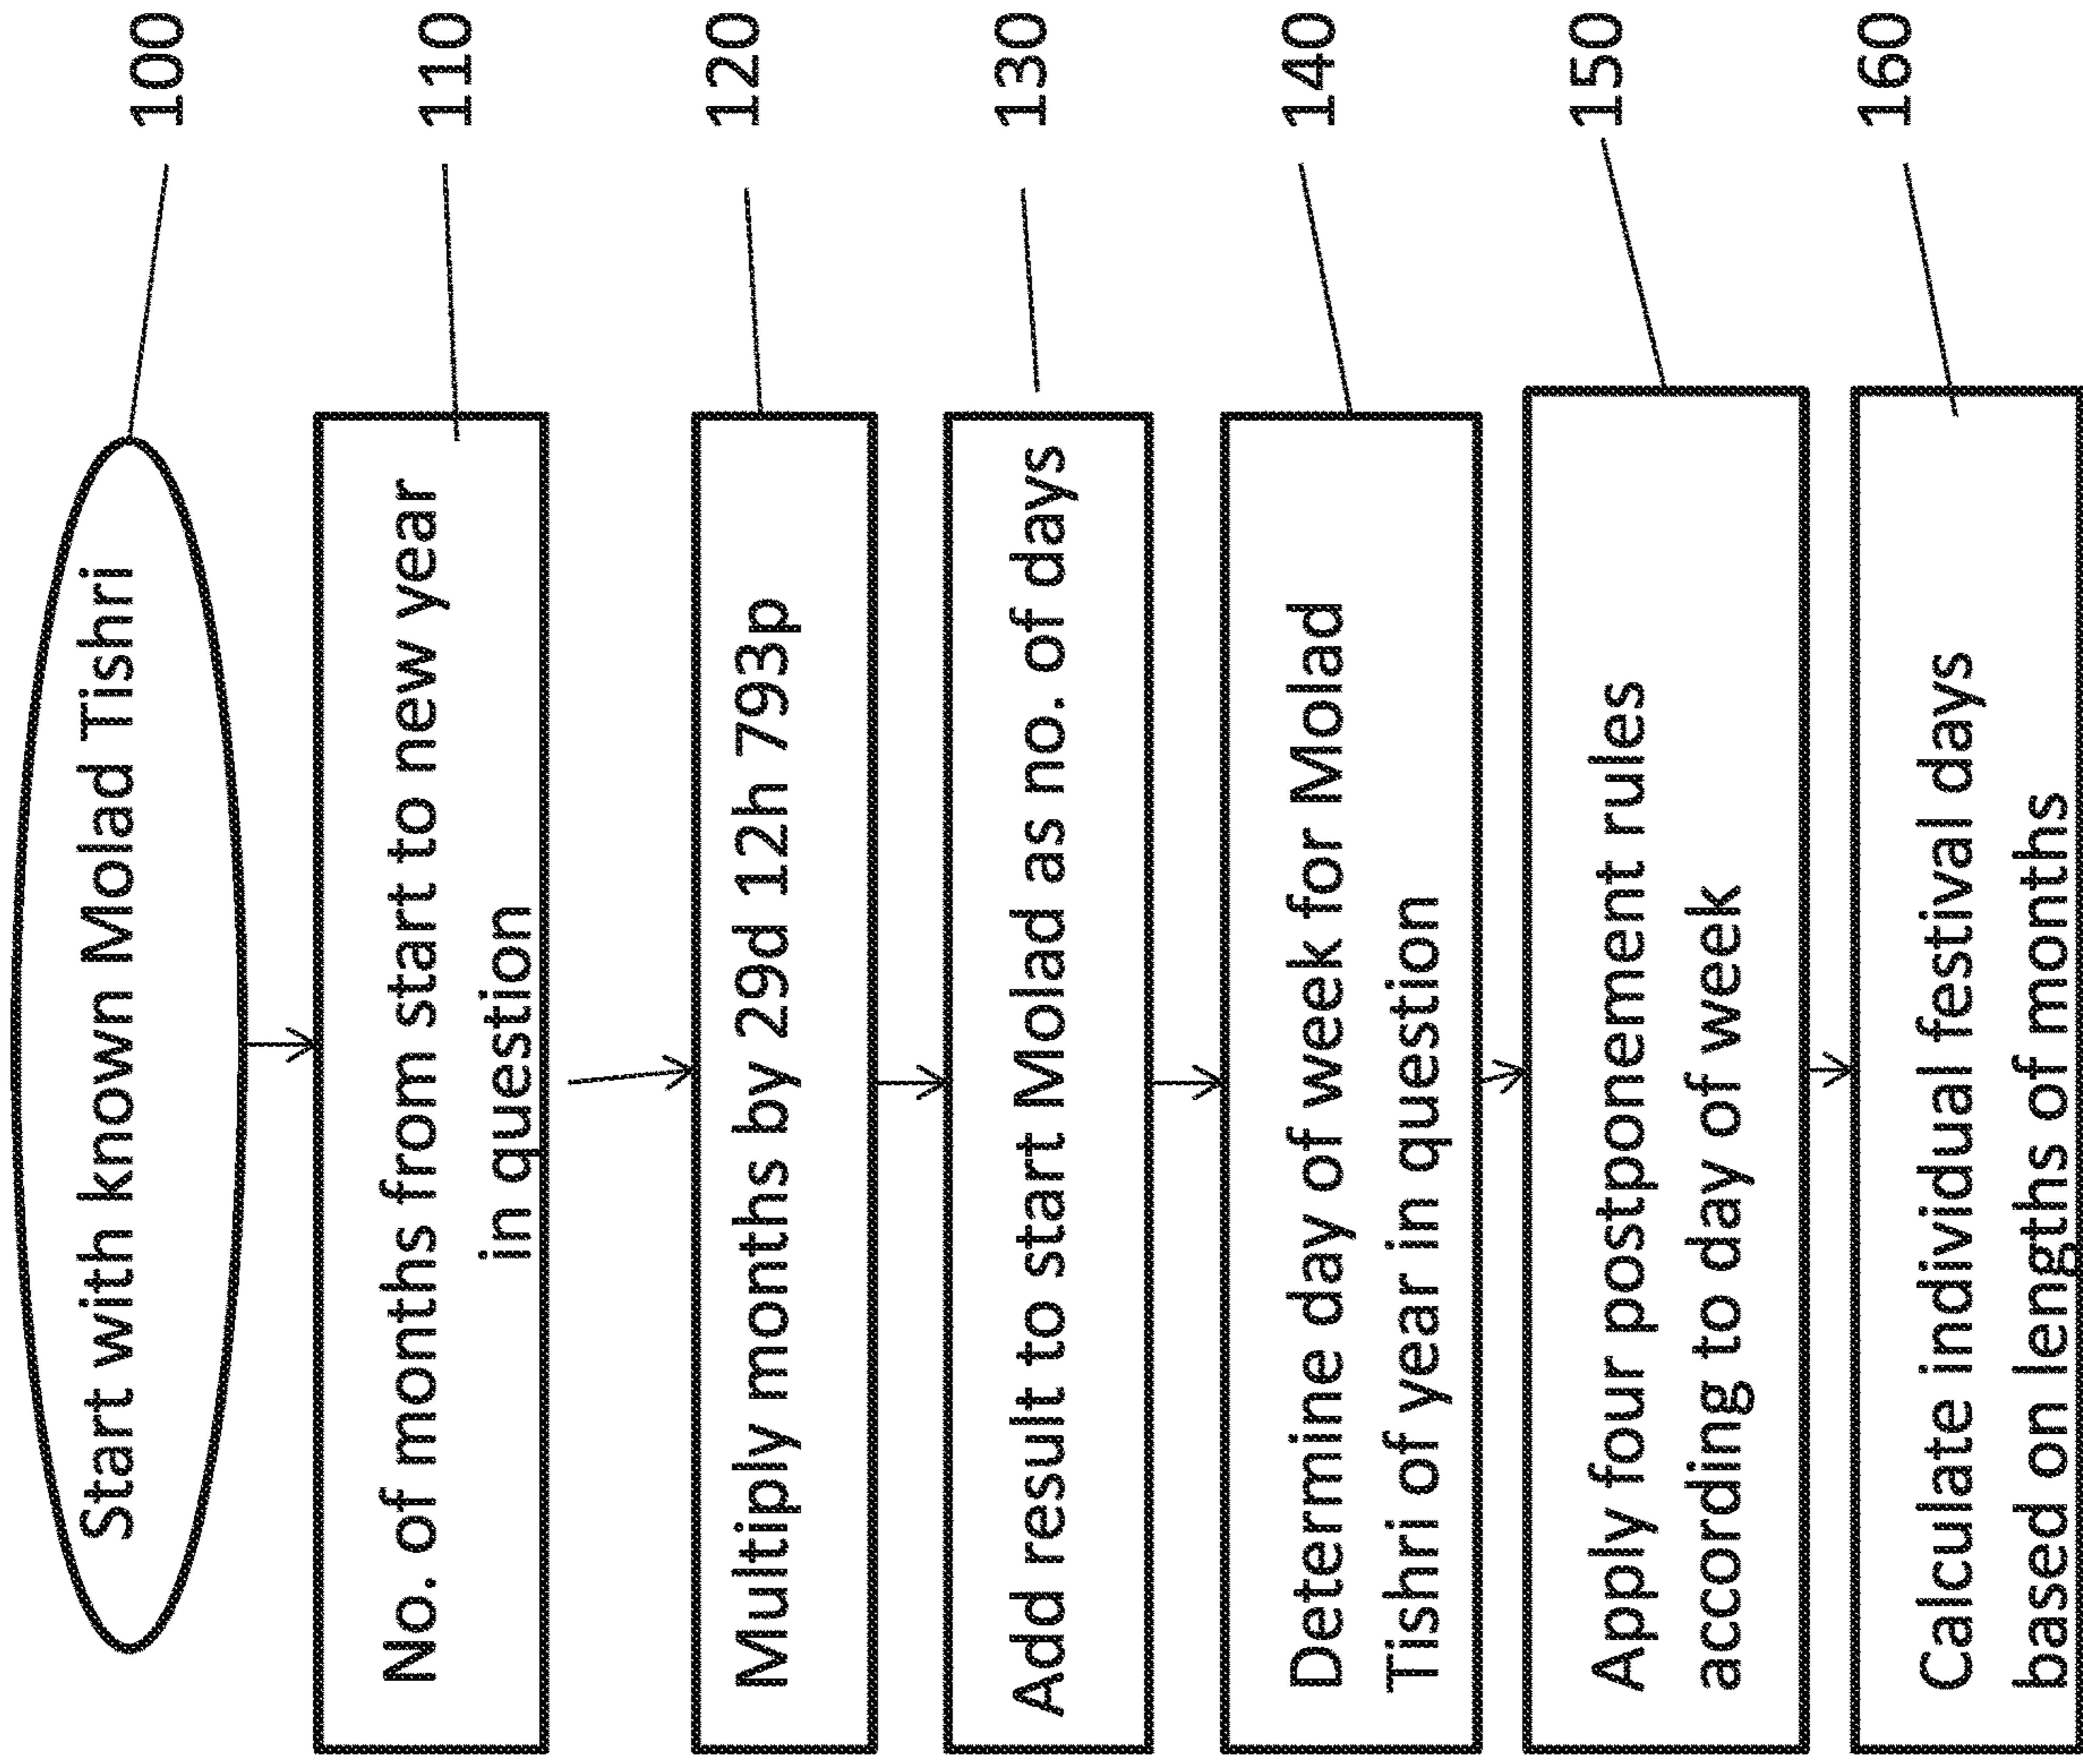 Start with known Molad Tishri
100
No. of months from start to new year
in question
110
Multiply months by 29d 12h 793p
120
Add result to start Molad as no. of days
130
Determine day of week for Molad
Tishri of year in question
140
Apply four postponement rules
according to day of week
150
Calculate individual festival days
based on lengths of months
160